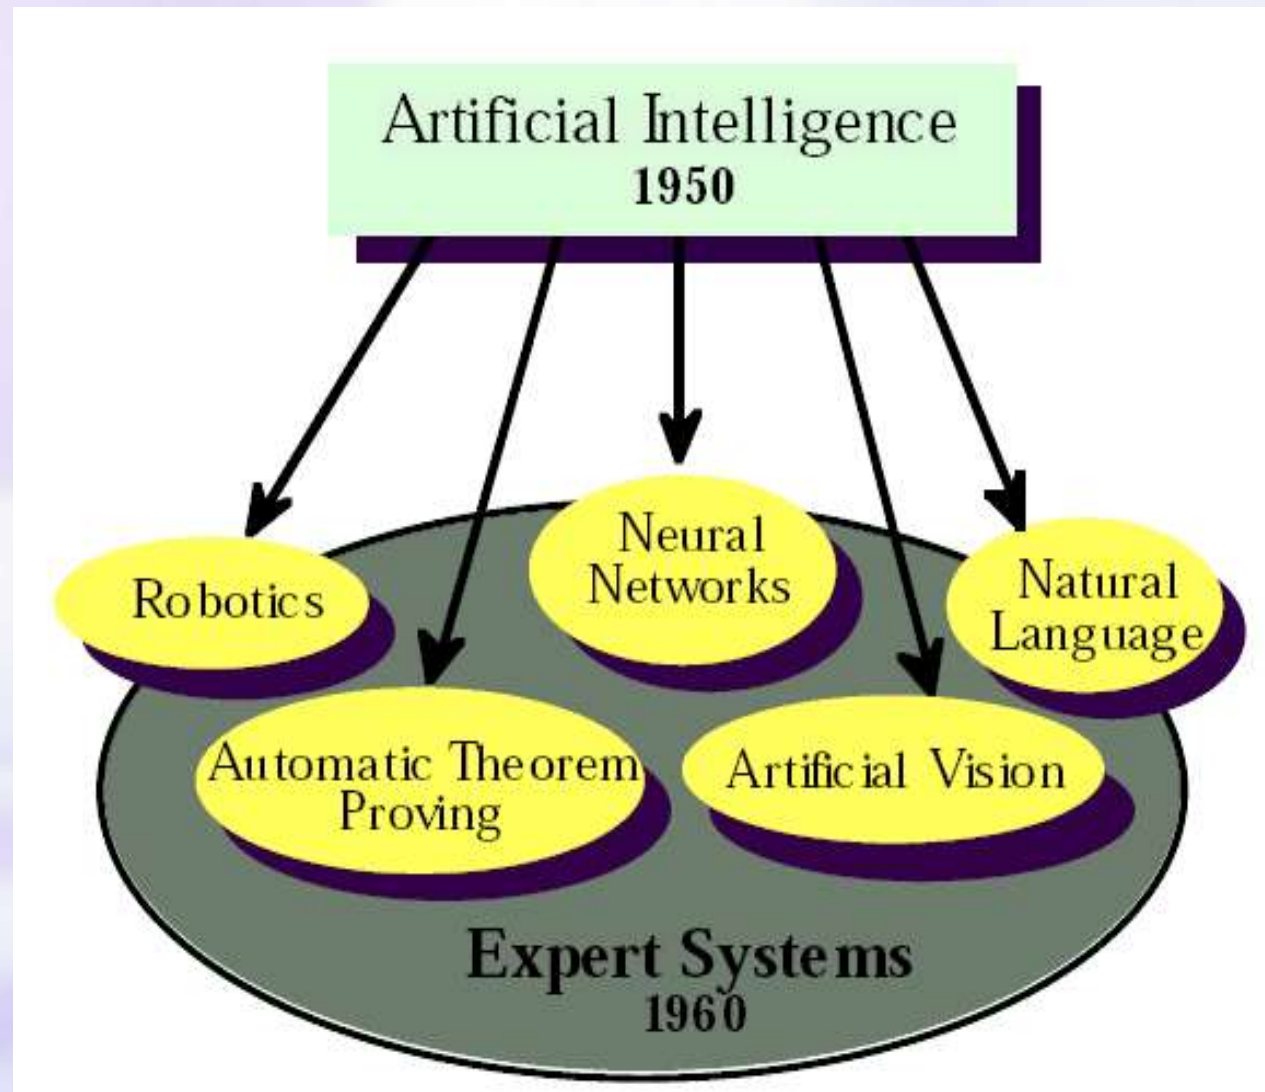 Artificial Intelligence
1950
Neural
Networks
Robotics
Natural
Language
Automatic Theorem
Proving
Artificial Vision
Expert Systems
1960